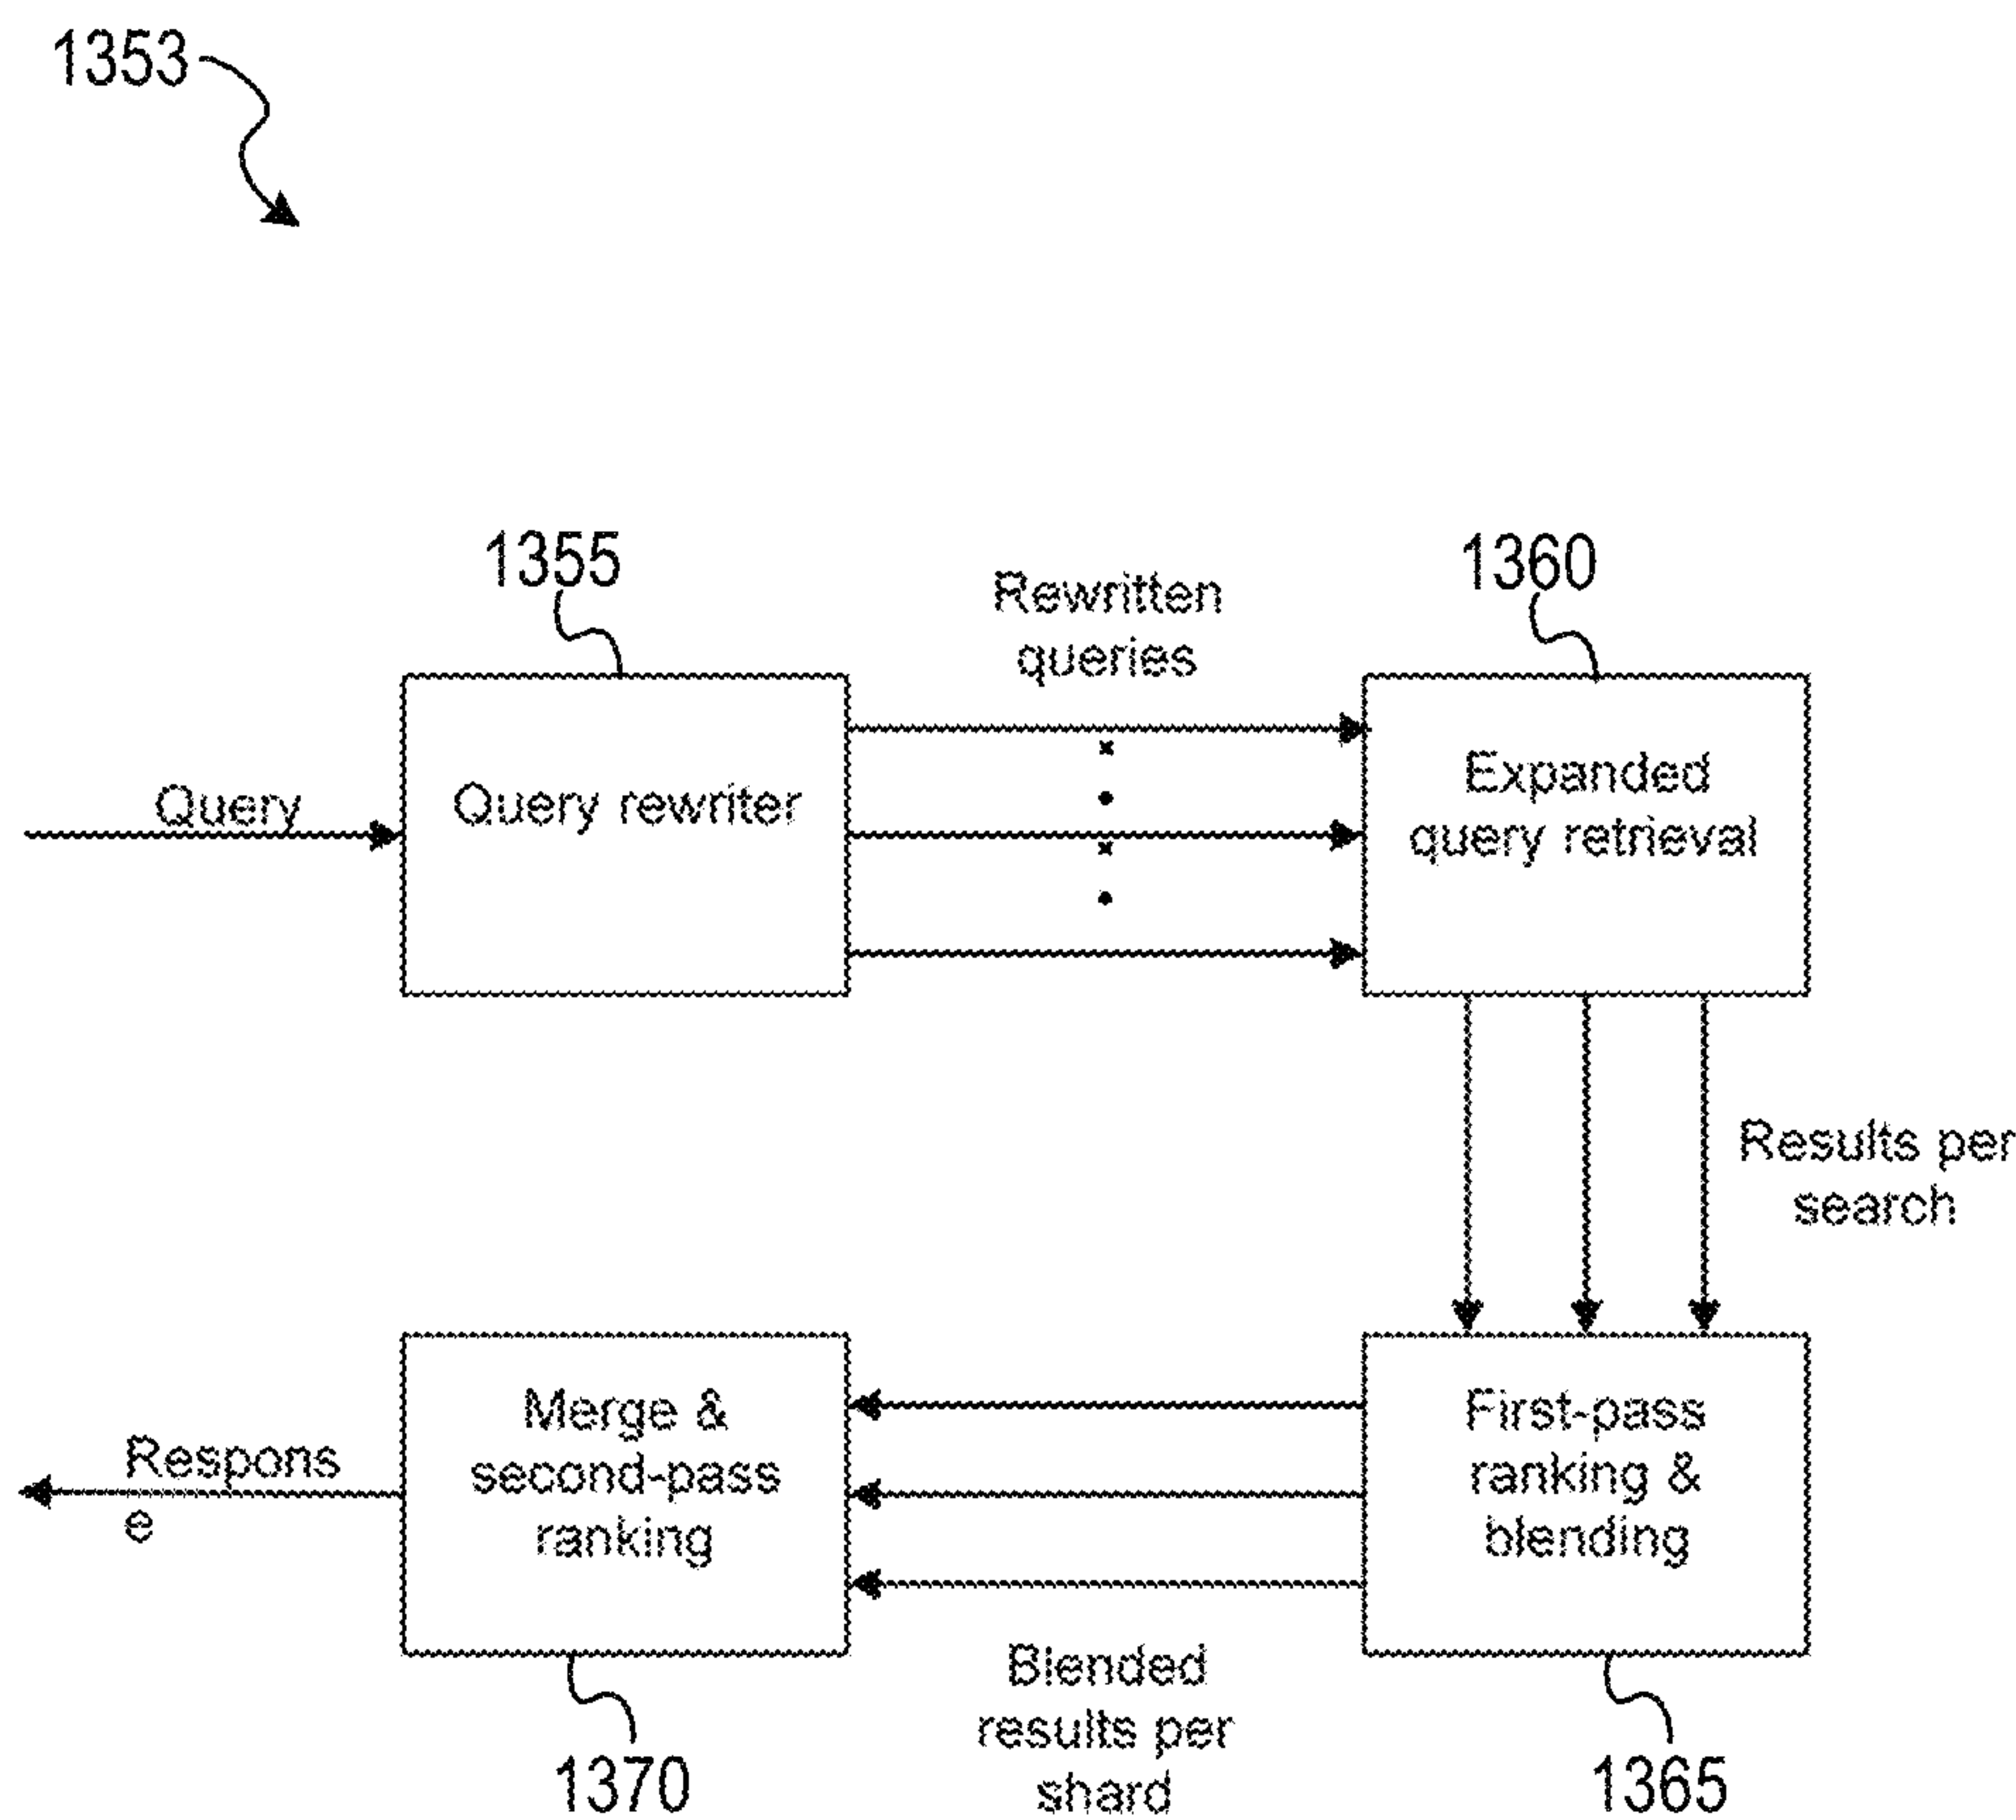 1353
1355
Rewritten
queries
1360
Query
Query rewriter
Expanded
query retrieval
Results per
search
Respons
e
Merge &
second-pass
ranking
First-pass
ranking &
blending
Blended
results per
shard
1370
1365